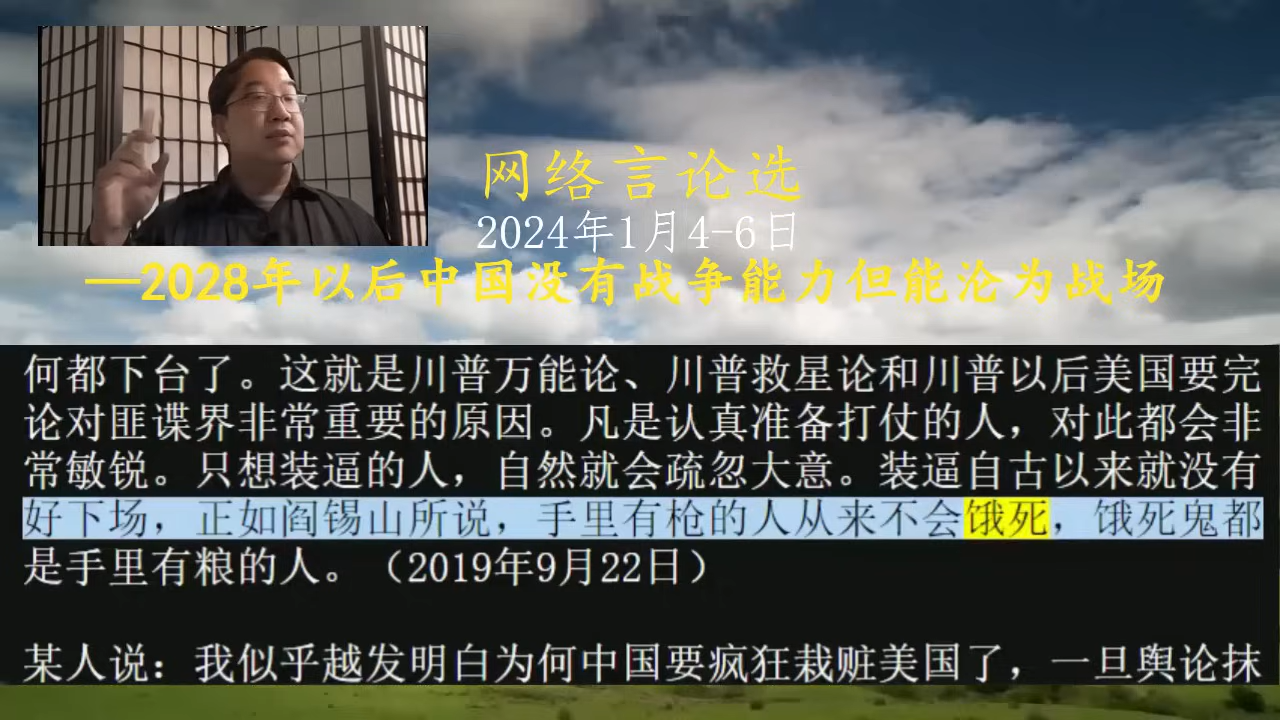 网络言论选
2024年1月4-6日
—2028年以后中国没有战争能力但能沦为战场
何都下台了。这就是川普万能论、川普救星论和川普以后美国要完
论对匪谍界非常重要的原因。凡是认真准备打仗的人，对此都会非
常敏锐。只想装逼的人，自然就会疏忽大意。装逼自古以来就没有
好下场，正如阎锡山所说，手里有枪的人从来不会饿死，饿死鬼都
是手里有粮的人。（2019年9月22日）
某人说：我似乎越发明白为何中国要疯狂栽赃美国了，一旦舆论抹